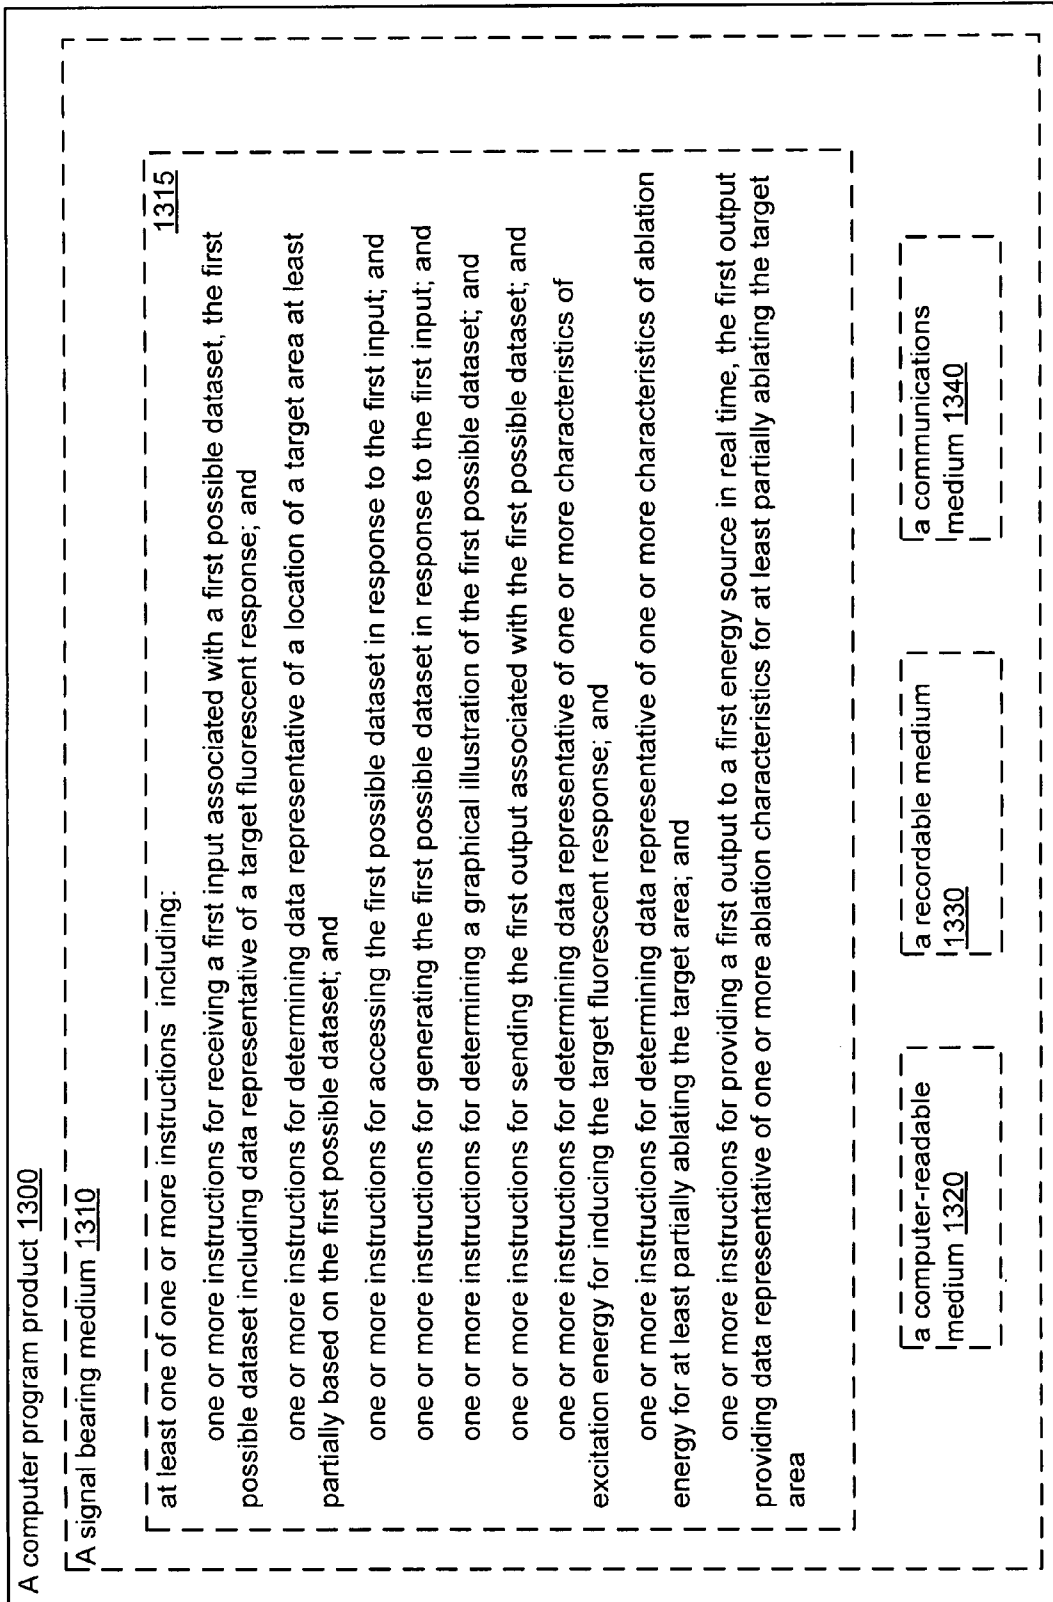 A computer program product 1300
A signal bearing medium 1310
1315
at least one of one or more instructions including:
one or more instructions for receiving a first input associated with a first possible dataset, the first
possible dataset including data representative of a target fluorescent response; and
one or more instructions for determining data representative of a location of a target area at least
partially based on the first possible dataset; and
one or more instructions for accessing the first possible dataset in response to the first input; and
one or more instructions for generating the first possible dataset in response to the first input; and
one or more instructions for determining a graphical illustration of the first possible dataset; and
one or more instructions for sending the first output associated with the first possible dataset; and
one or more instructions for determining data representative of one or more characteristics of
excitation energy for inducing the target fluorescent response; and
one or more instructions for determining data representative of one or more characteristics of ablation
energy for at least partially ablating the target area; and
one or more instructions for providing a first output to a first energy source in real time, the first output
providing data representative of one or more ablation characteristics for at least partially ablating the target
area
a computer-readable
medium 1320
a recordable medium
1330
a communications
medium 1340